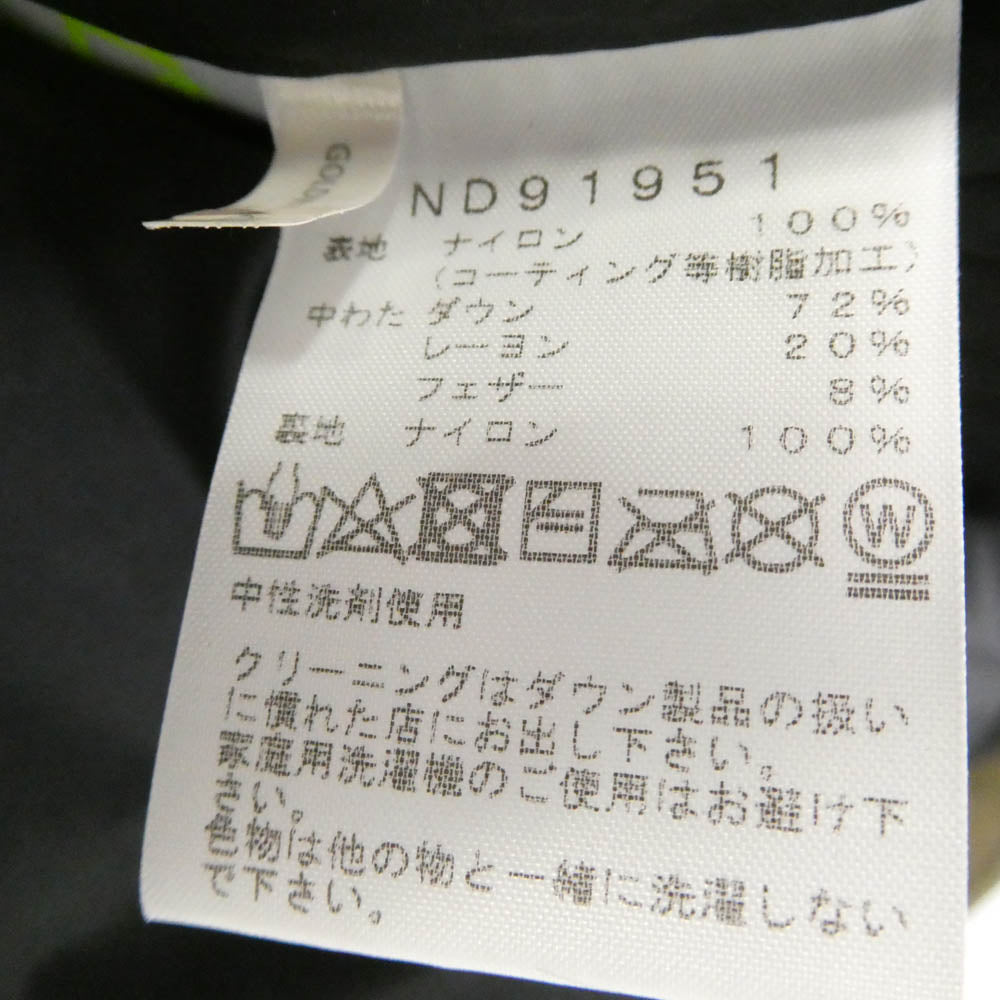 ND91951
表地 ナイロン 100%
(コーティング等樹脂加工)
中わた ダウン 72%
レーヨン 20%
フェザー 8%
裏地 ナイロン 100%
W
中性洗剤使用
クリーニングはダウン製品の扱い
に慣れた店にお出し下さい。
家庭用洗濯機のご使用はお避け下
さい。
色物は他の物と一緒に洗濯しない
で下さい。